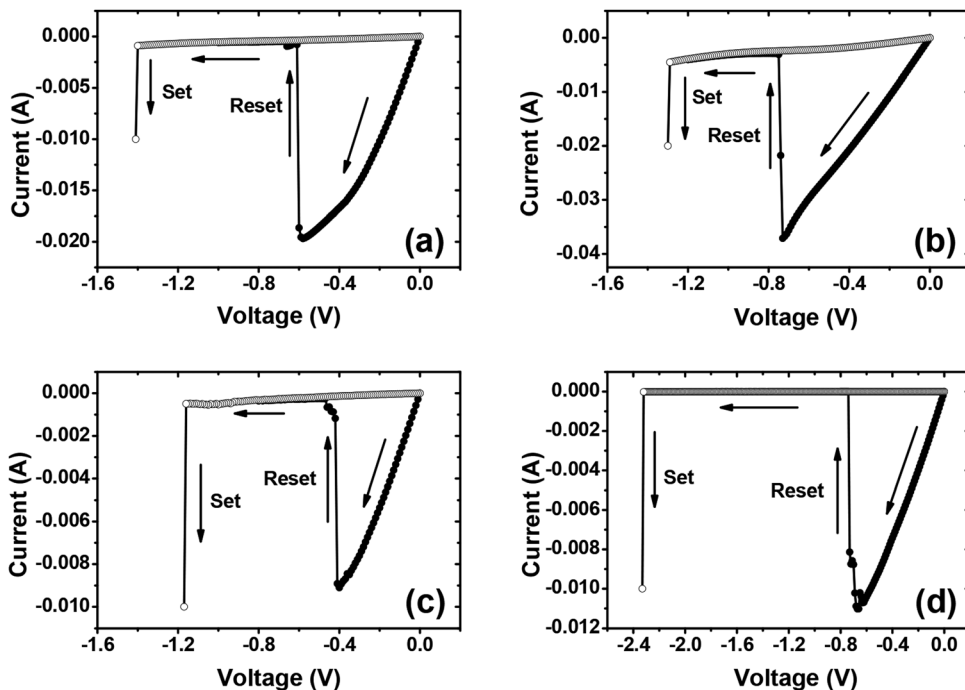 0.000
-0.005
-0.010
-0.015
-0.020
Current (A)
Set
Reset
(a)
-1.6 -1.2 -0.8 -0.4 0.0
Voltage (V)
0.00
-0.01
-0.02
-0.03
-0.04
Current (A)
Set
Reset
(b)
-1.6 -1.2 -0.8 -0.4 0.0
Voltage (V)
0.000
-0.002
-0.004
-0.006
-0.008
-0.010
Current (A)
Set
Reset
(c)
-1.6 -1.2 -0.8 -0.4 0.0
Voltage (V)
0.000
-0.002
-0.004
-0.006
-0.008
-0.010
-0.012
Current (A)
Set
Reset
(d)
-2.4 -2.0 -1.6 -1.2 -0.8 -0.4 0.0
Voltage (V)